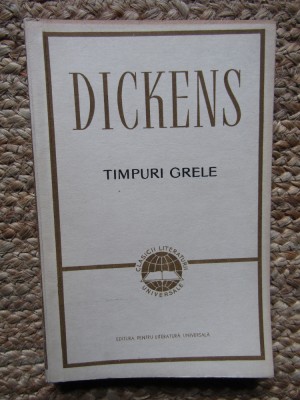 DICKENS
TIMPURI GRELE
CLASICII LITERATURII
UNIVERSALE
EDITURA PENTRU LITERATURA UNIVERSALĂ